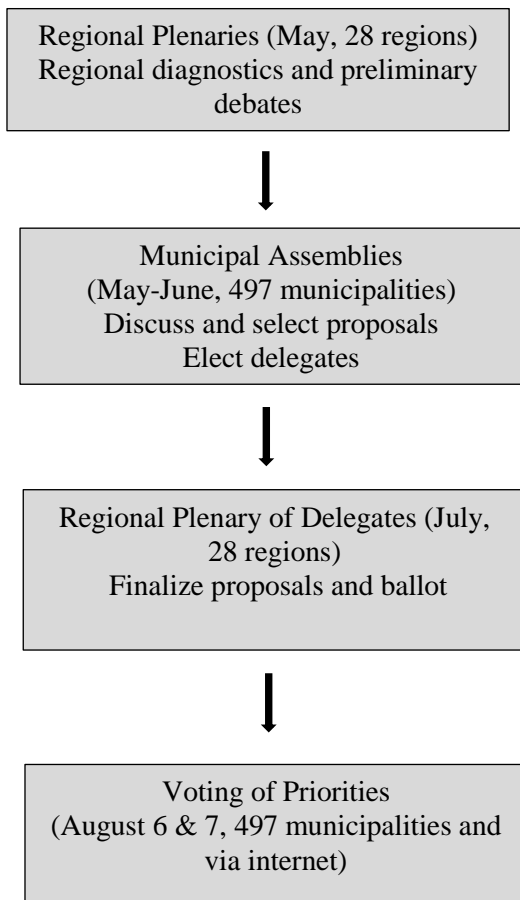 Regional Plenaries (May, 28 regions)
Regional diagnostics and preliminary
debates
Municipal Assemblies
(May-June, 497 municipalities)
Discuss and select proposals
Elect delegates
Regional Plenary of Delegates (July,
28 regions)
Finalize proposals and ballot
Voting of Priorities
(August 6 & 7, 497 municipalities and
via internet)